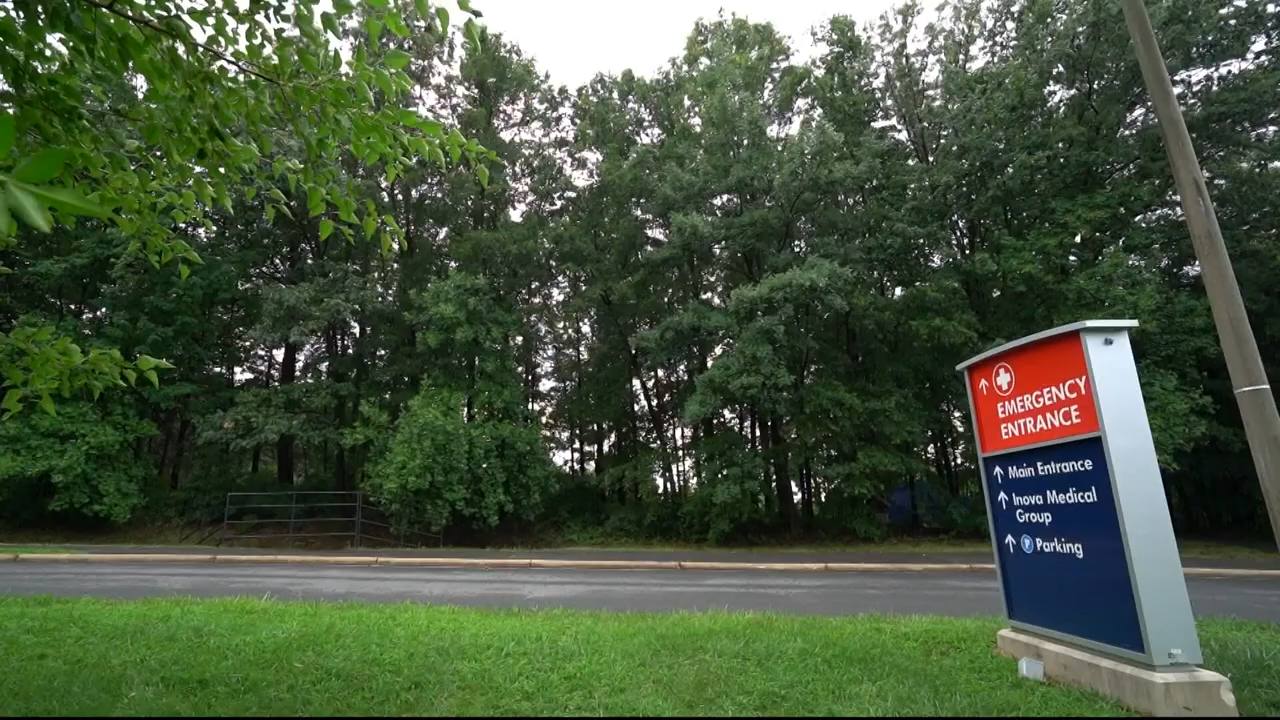 EMERGENCY
ENTRANCE
Main Entrance
Inova Medical
Group
P Parking